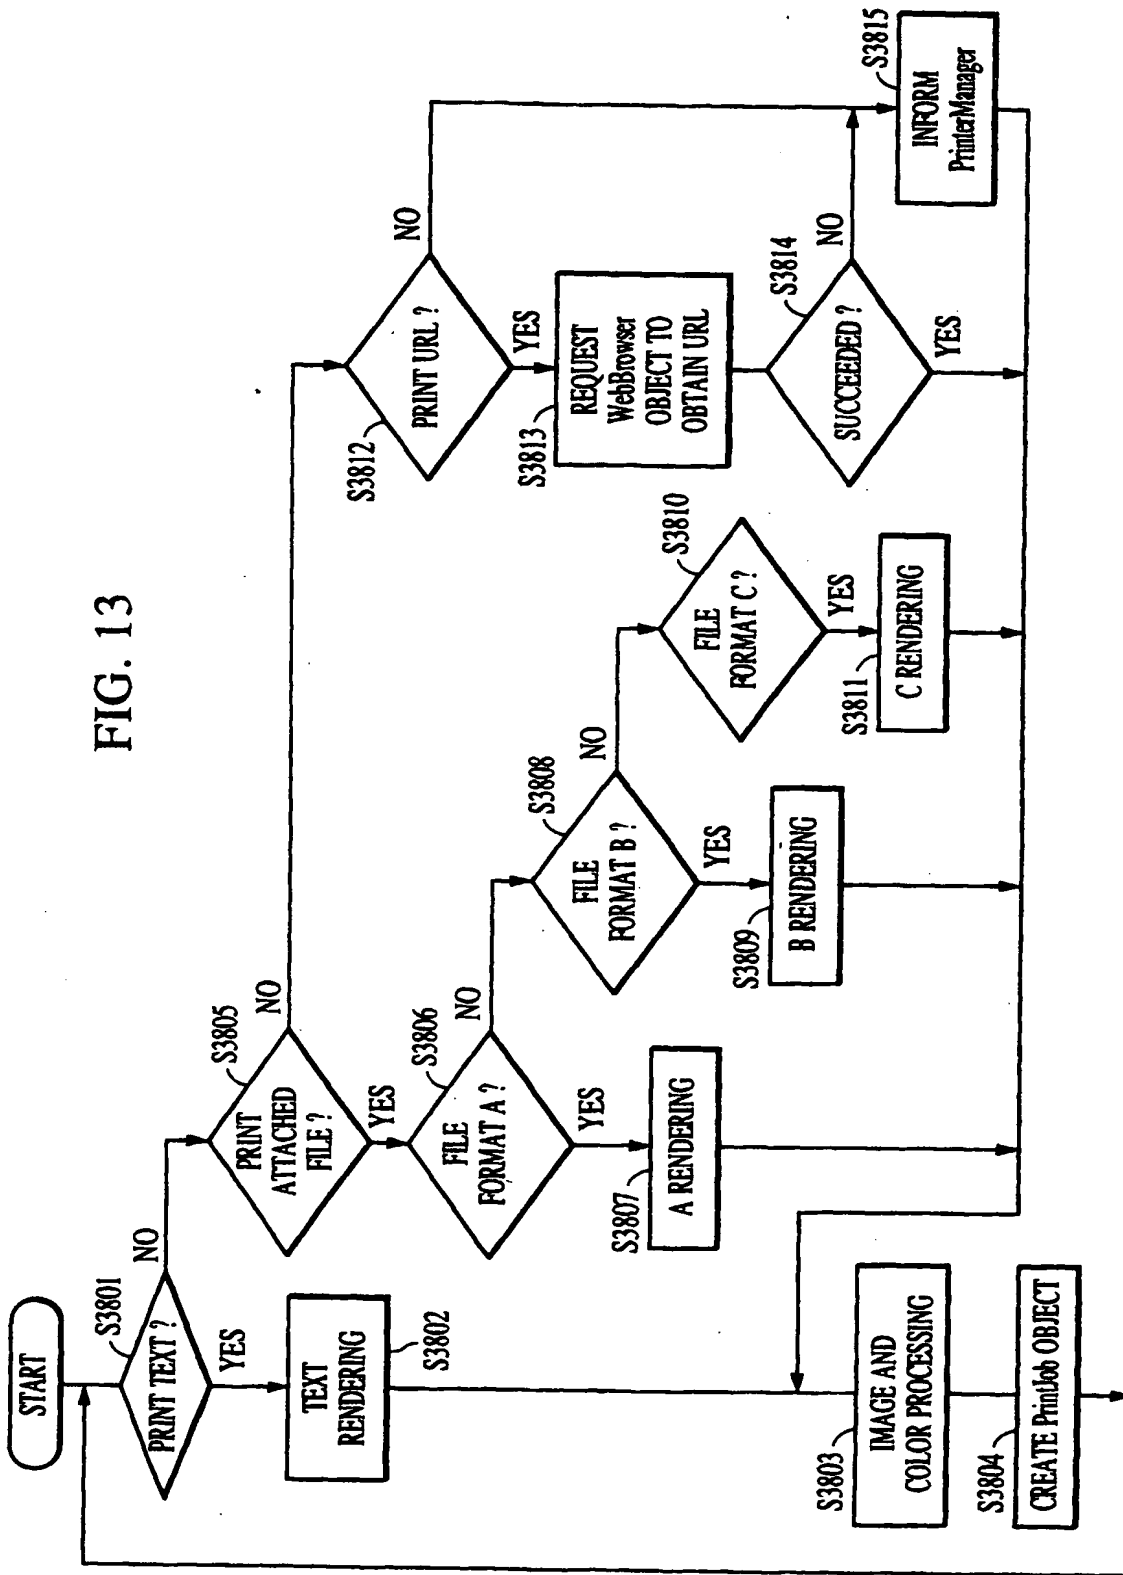 FIG. 13
START
S3801
PRINT TEXT ?
NO
YES
TEXT
RENDERING
S3802
S3803
IMAGE AND
COLOR PROCESSING
S3804
CREATE PrintJob OBJECT
S3805
PRINT
ATTACHED
FILE ?
NO
YES
S3806
FILE
FORMAT A ?
NO
YES
S3807
A RENDERING
S3808
FILE
FORMAT B ?
NO
YES
S3809
B RENDERING
S3810
FILE
FORMAT C ?
YES
S3811
C RENDERING
S3812
PRINT URL ?
NO
YES
S3813
REQUEST
WebBrowser
OBJECT TO
OBTAIN URL
S3814
SUCCEEDED ?
NO
YES
S3815
INFORM
PrinterManager